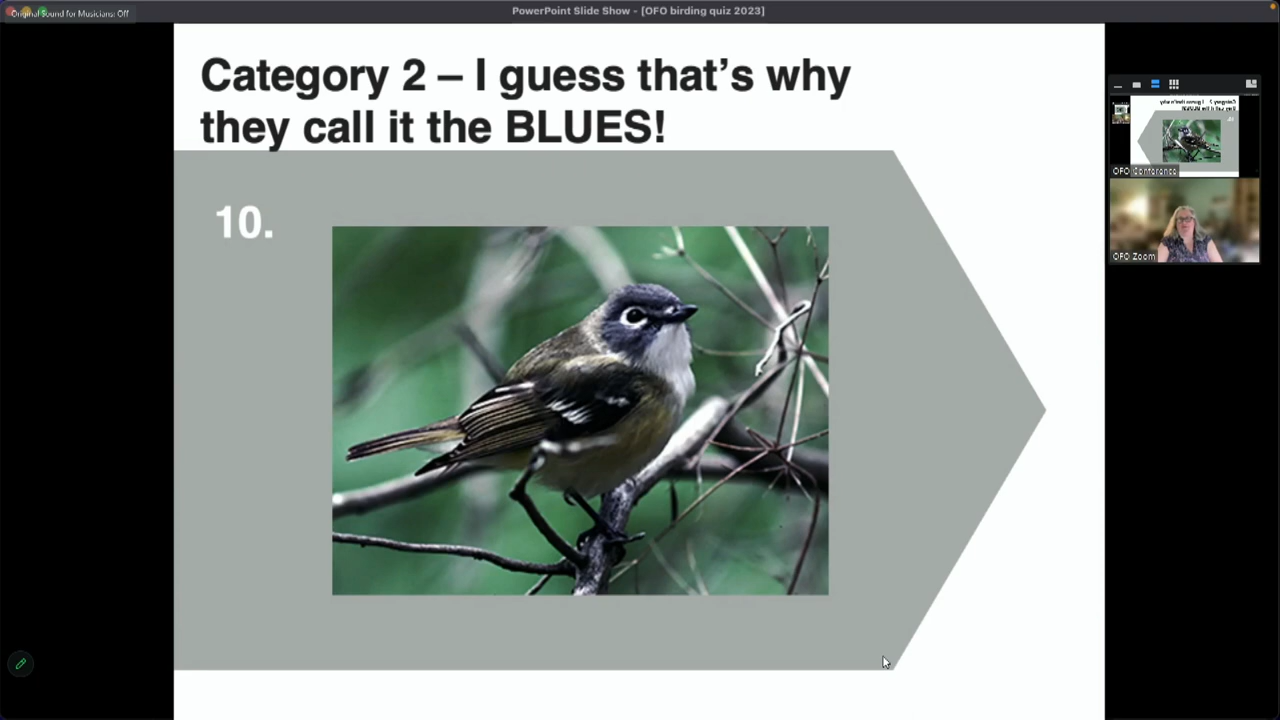 Original Sound for Musicians: Off
PowerPoint Slide Show - [OFO birding quiz 2023]
Category 2 – I guess that’s why
they call it the BLUES!
10.
OFO Conference
OFO Zoom